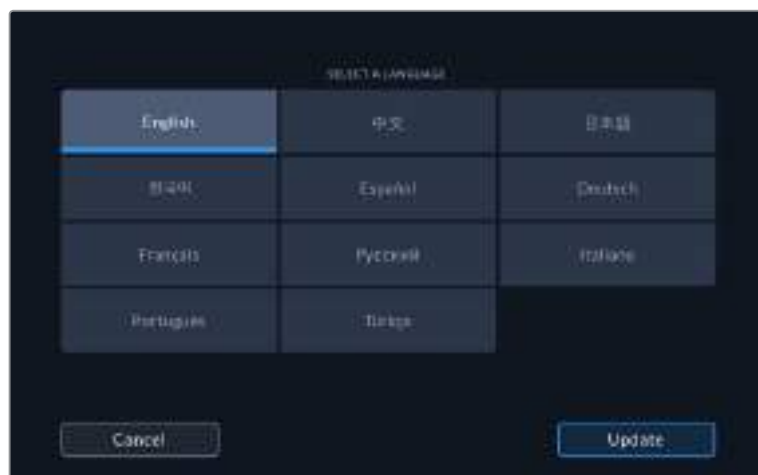 SELECT A LANGUAGE
English 中文 日本語
한국어 Español Deutsch
Français Русский Italiano
Português Türkçe
Cancel Update